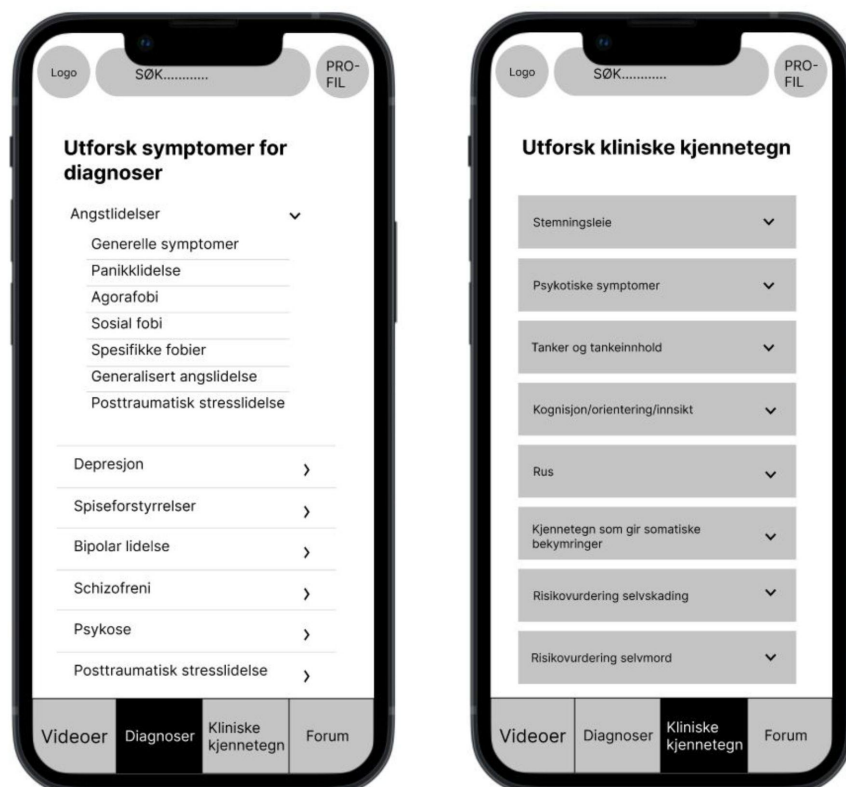 Logo
SØK............
PRO-
FIL
Utforsk symptomer for
diagnoser
Angstlidelser
Generelle symptomer
Panikklidelse
Agorafobi
Sosial fobi
Spesifikke fobier
Generalisert angslidelse
Posttraumatisk stresslidelse
Depresjon
Spiseforstyrrelser
Bipolar lidelse
Schizofreni
Psykose
Posttraumatisk stresslidelse
Videoer
Diagnoser
Kliniske
kjennetegn
Forum
Logo
SØK............
PRO-
FIL
Utforsk kliniske kjennetegn
Stemningsleie
Psykotiske symptomer
Tanker og tankeinnhold
Kognisjon/orientering/innsikt
Rus
Kjennetegn som gir somatiske
bekymringer
Risikovurdering selvskading
Risikovurdering selvmord
Videoer
Diagnoser
Kliniske
kjennetegn
Forum